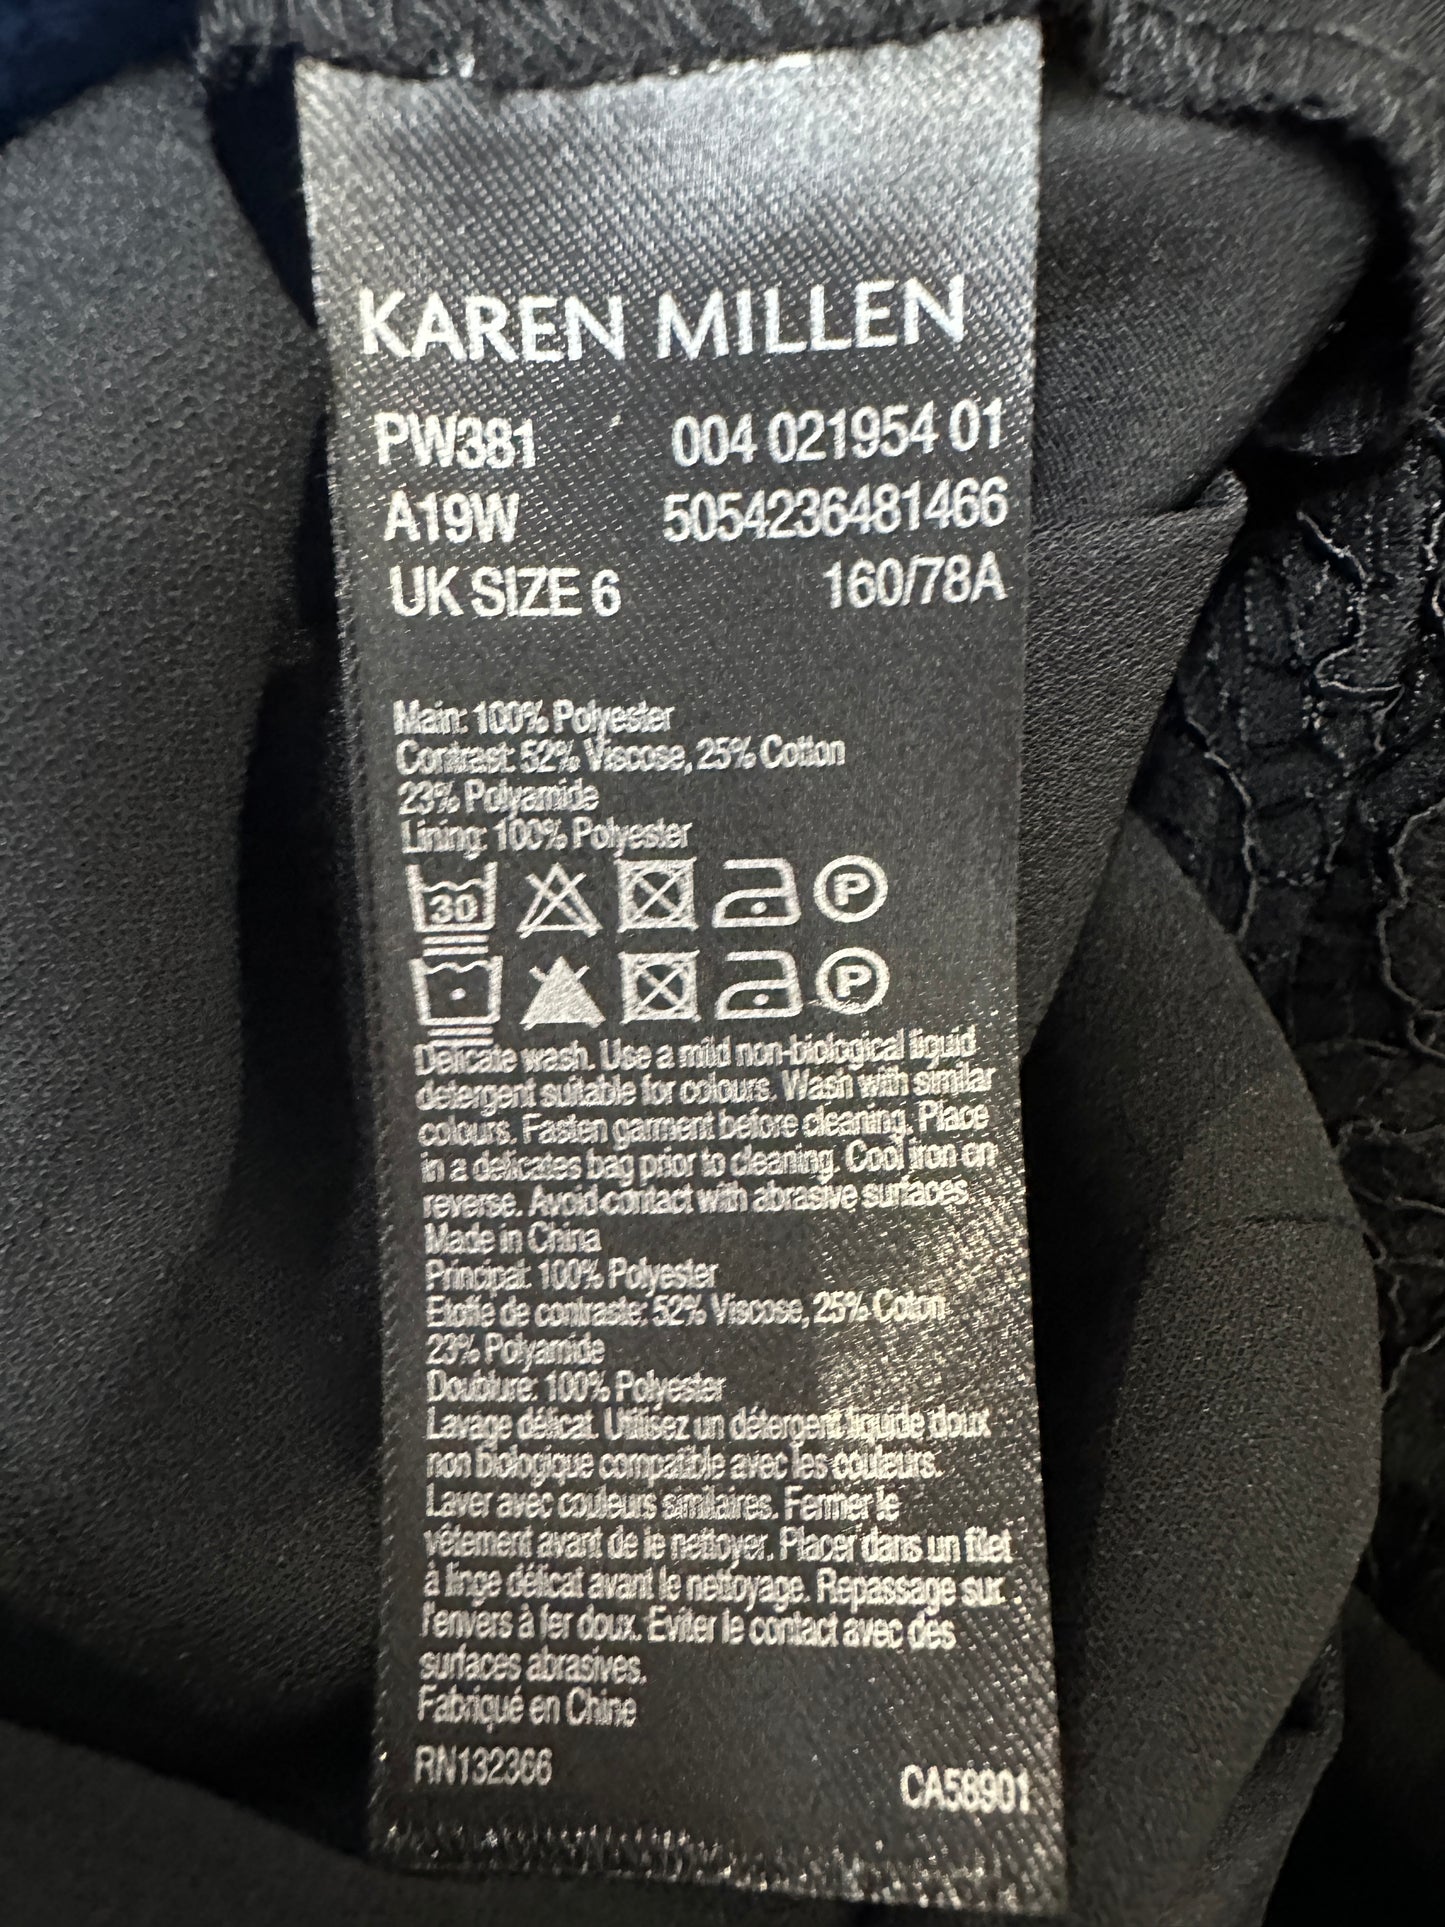 KAREN MILLEN
PW381 004 021954 01
A19W 5054236481466
UK SIZE 6 160/78A
Main: 100% Polyester
Contrast: 52% Viscose, 25% Cotton
23% Polyamide
Lining: 100% Polyester
30 P
P
Delicate wash. Use a mild non-biological liquid
detergent suitable for colours. Wash with similar
colours. Fasten garment before cleaning. Place
in a delicates bag prior to cleaning. Cool iron on
reverse. Avoid contact with abrasive surfaces.
Made in China
Principal: 100% Polyester
Etoffe de contraste: 52% Viscose, 25% Coton
23% Polyamide
Doublure: 100% Polyester
Lavage délicat. Utilisez un détergent liquide doux
non biologique compatible avec les couleurs.
Laver avec couleurs similaires. Fermer le
vêtement avant de le nettoyer. Placer dans un filet
à linge délicat avant le nettoyage. Repassage sur
l'envers à fer doux. Eviter le contact avec des
surfaces abrasives.
Fabriqué en Chine
RN132366 CA58901